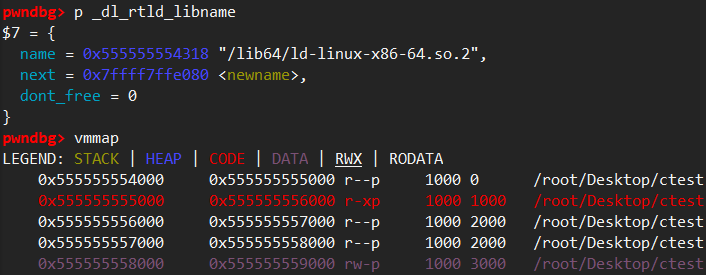 pwndbg> p _dl_rtld_libname
$7 = {
  name = 0x555555554318 "/lib64/ld-linux-x86-64.so.2",
  next = 0x7ffff7ffe080 <newname>,
  dont_free = 0
}
pwndbg> vmmap
LEGEND: STACK | HEAP | CODE | DATA | RWX | RODATA
    0x555555554000     0x555555555000 r--p     1000 0      /root/Desktop/ctest
    0x555555555000     0x555555556000 r-xp     1000 1000   /root/Desktop/ctest
    0x555555556000     0x555555557000 r--p     1000 2000   /root/Desktop/ctest
    0x555555557000     0x555555558000 r--p     1000 2000   /root/Desktop/ctest
    0x555555558000     0x555555559000 rw-p     1000 3000   /root/Desktop/ctest